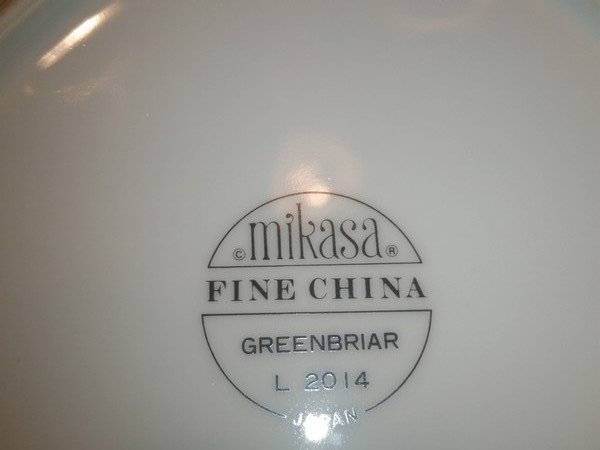 © mikasa ®
FINE CHINA
GREENBRIAR
L 2014
JAPAN